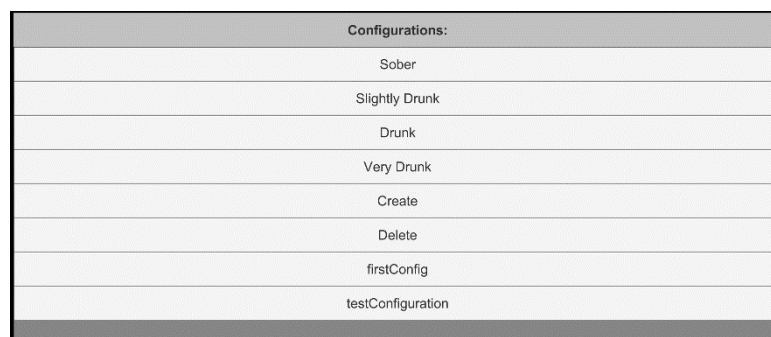 Configurations:
Sober
Slightly Drunk
Drunk
Very Drunk
Create
Delete
firstConfig
testConfiguration